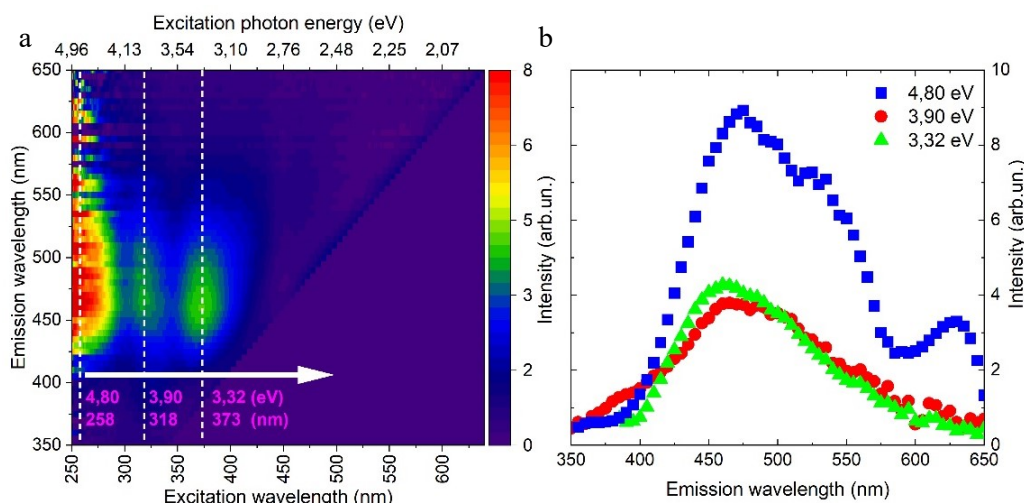 a
Excitation photon energy (eV)
4,96 4,13 3,54 3,10 2,76 2,48 2,25 2,07
650
600
550
500
450
400
350
Emission wavelength (nm)
4,80 3,90 3,32 (eV)
258 318 373 (nm)
250 300 350 400 450 500 550 600
Excitation wavelength (nm)
8
6
5
3
2
0
Intensity (arb.un.)
b
4,80 eV
3,90 eV
3,32 eV
10
8
6
4
2
0
Intensity (arb.un.)
350 400 450 500 550 600 650
Emission wavelength (nm)